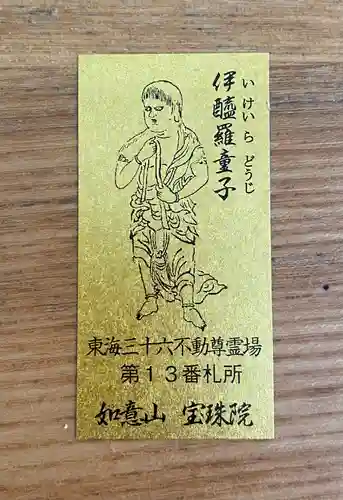 伊醯羅童子
いけいら どうじ
東海三十六不動尊霊場
第13番札所
如意山 宝珠院